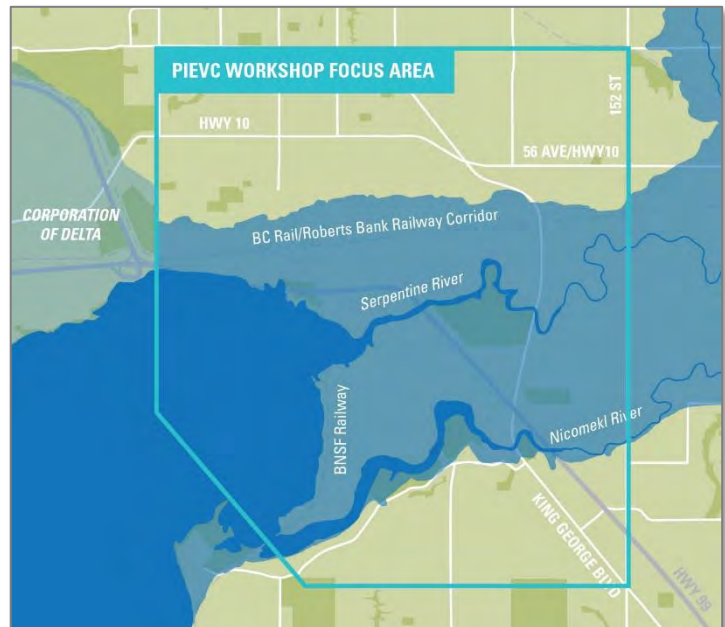 PIEVC WORKSHOP FOCUS AREA
152 ST
HWY 10
56 AVE/HWY10
CORPORATION
OF DELTA
BC Rail/Roberts Bank Railway Corridor
Serpentine River
BNSF Railway
Nicomekl River
KING GEORGE BLVD
HWY 99